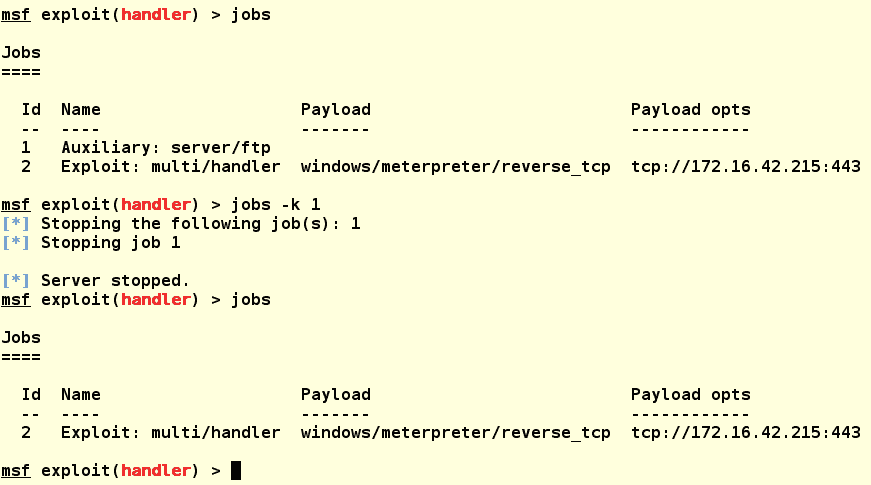 msf exploit(handler) > jobs
Jobs
====
Id  Name                    Payload                          Payload opts
--  ----                    -------                          ------------
1   Auxiliary: server/ftp
2   Exploit: multi/handler  windows/meterpreter/reverse_tcp  tcp://172.16.42.215:443
msf exploit(handler) > jobs -k 1
[*] Stopping the following job(s): 1
[*] Stopping job 1
[*] Server stopped.
msf exploit(handler) > jobs
Jobs
====
Id  Name                    Payload                          Payload opts
--  ----                    -------                          ------------
2   Exploit: multi/handler  windows/meterpreter/reverse_tcp  tcp://172.16.42.215:443
msf exploit(handler) >